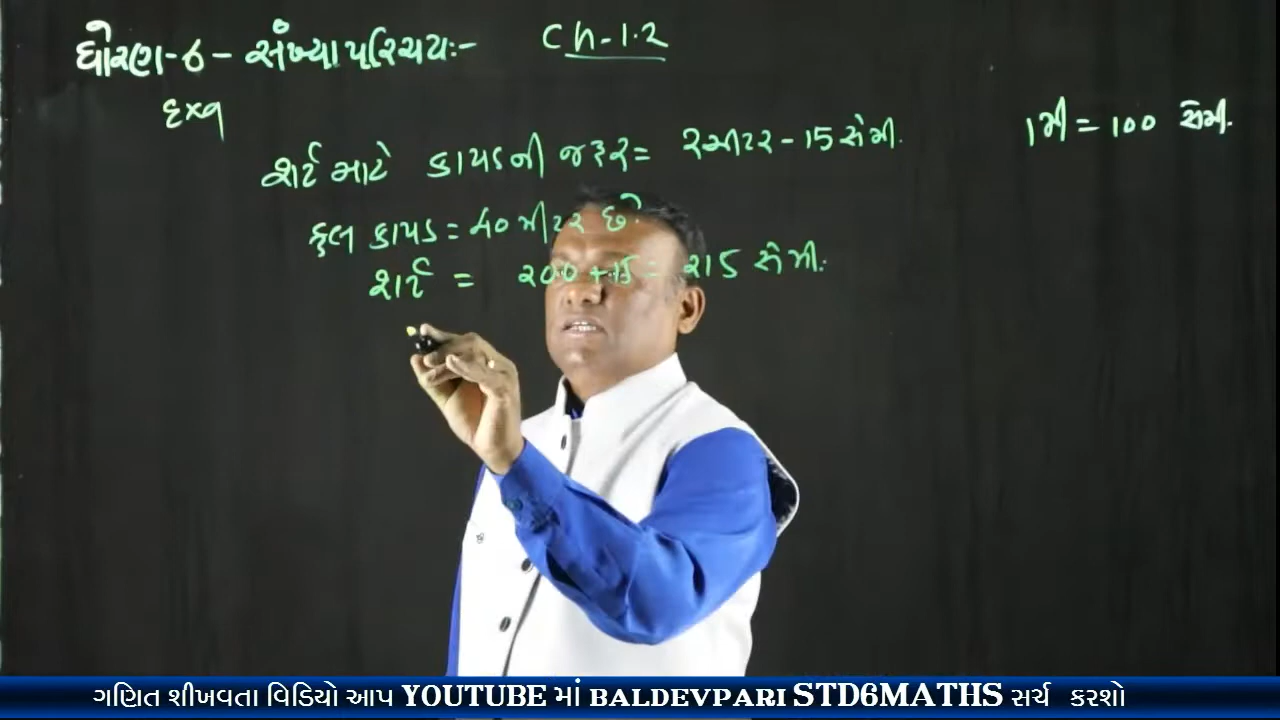 ધોરણ-6 - સંખ્યા પરિચય:- Ch-1.2
શર્ટ માટે કાપડની જરૂર = 2મીટર - 15 સેમી. 1મી = 100 સેમી.
કુલ કાપડ = 40 મીટર છે.
શર્ટ = 200 + 15 = 215 સેમી.
ગણિત શીખવતા વિડિયો આપ YOUTUBE માં BALDEVPARI STD6MATHS સર્ચ કરશો